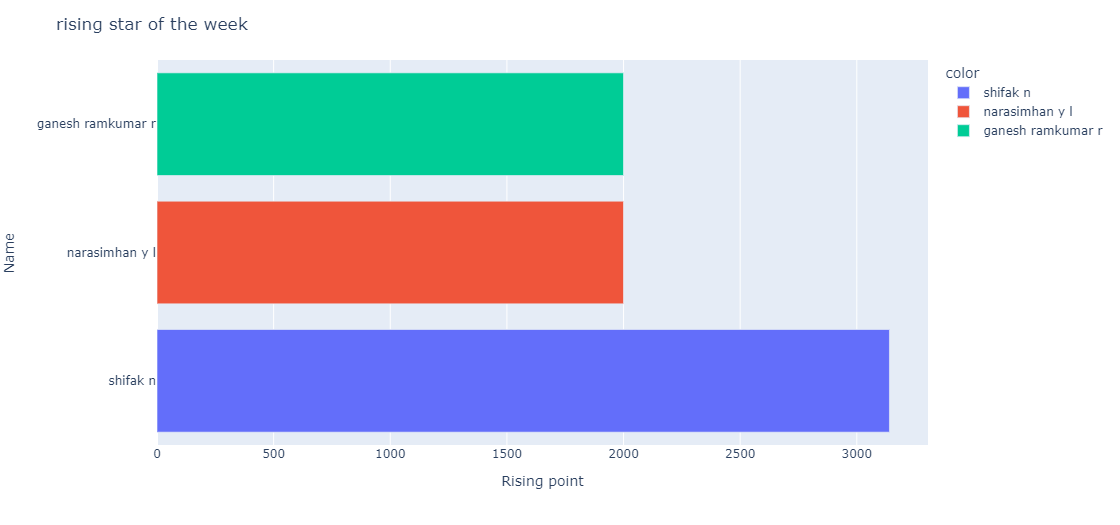 rising star of the week
color
shifak n
narasimhan y l
ganesh ramkumar r
Name
ganesh ramkumar r
narasimhan y l
shifak n
0 500 1000 1500 2000 2500 3000
Rising point